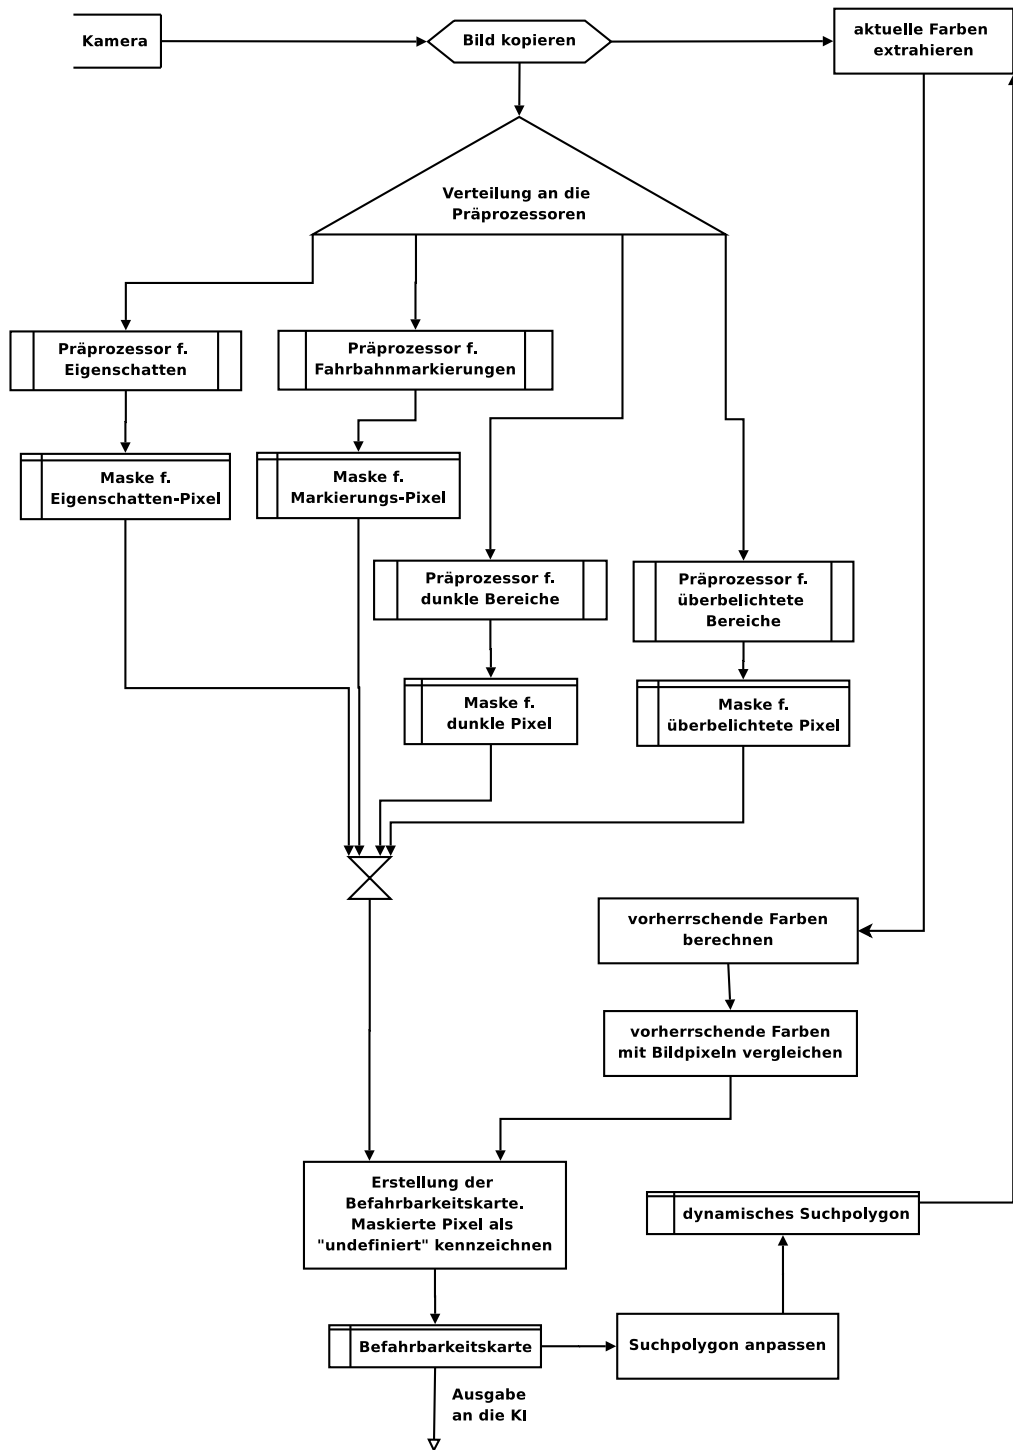 Kamera
Bild kopieren
aktuelle Farben
extrahieren
Verteilung an die
Präprozessoren
Präprozessor f.
Eigenschatten
Präprozessor f.
Fahrbahnmarkierungen
Maske f.
Eigenschatten-Pixel
Maske f.
Markierungs-Pixel
Präprozessor f.
dunkle Bereiche
Präprozessor f.
überbelichtete
Bereiche
Maske f.
dunkle Pixel
Maske f.
überbelichtete Pixel
vorherrschende Farben
berechnen
vorherrschende Farben
mit Bildpixeln vergleichen
Erstellung der
Befahrbarkeitskarte.
Maskierte Pixel als
"undefiniert" kennzeichnen
dynamisches Suchpolygon
Befahrbarkeitskarte
Suchpolygon anpassen
Ausgabe
an die KI